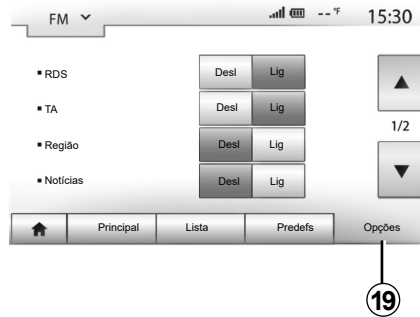 FM --°F 15:30
RDS Desl Lig
TA Desl Lig
1/2
Região Desl Lig
Notícias Desl Lig
Principal Lista Predefs Opções
19